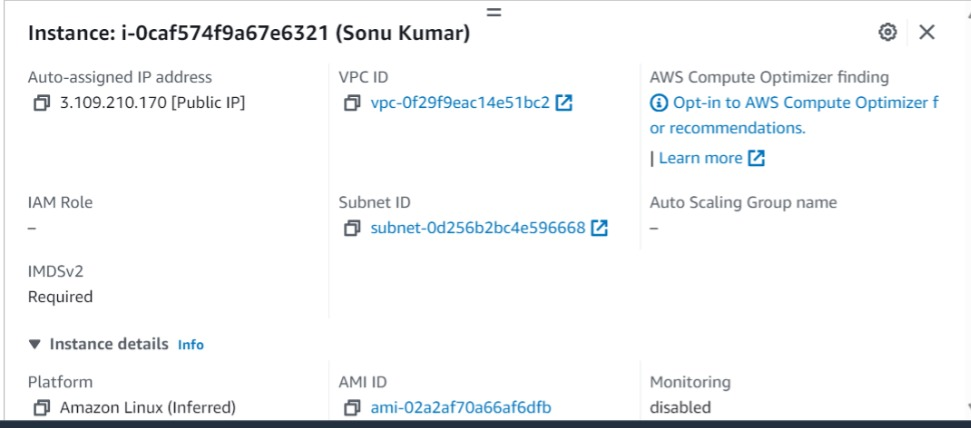 Instance: i-0caf574f9a67e6321 (Sonu Kumar)
Auto-assigned IP address
3.109.210.170 [Public IP]
VPC ID
vpc-0f29f9eac14e51bc2
AWS Compute Optimizer finding
Opt-in to AWS Compute Optimizer f
or recommendations.
| Learn more
IAM Role
–
Subnet ID
subnet-0d256b2bc4e596668
Auto Scaling Group name
–
IMDSv2
Required
Instance details Info
Platform
Amazon Linux (Inferred)
AMI ID
ami-02a2af70a66af6dfb
Monitoring
disabled